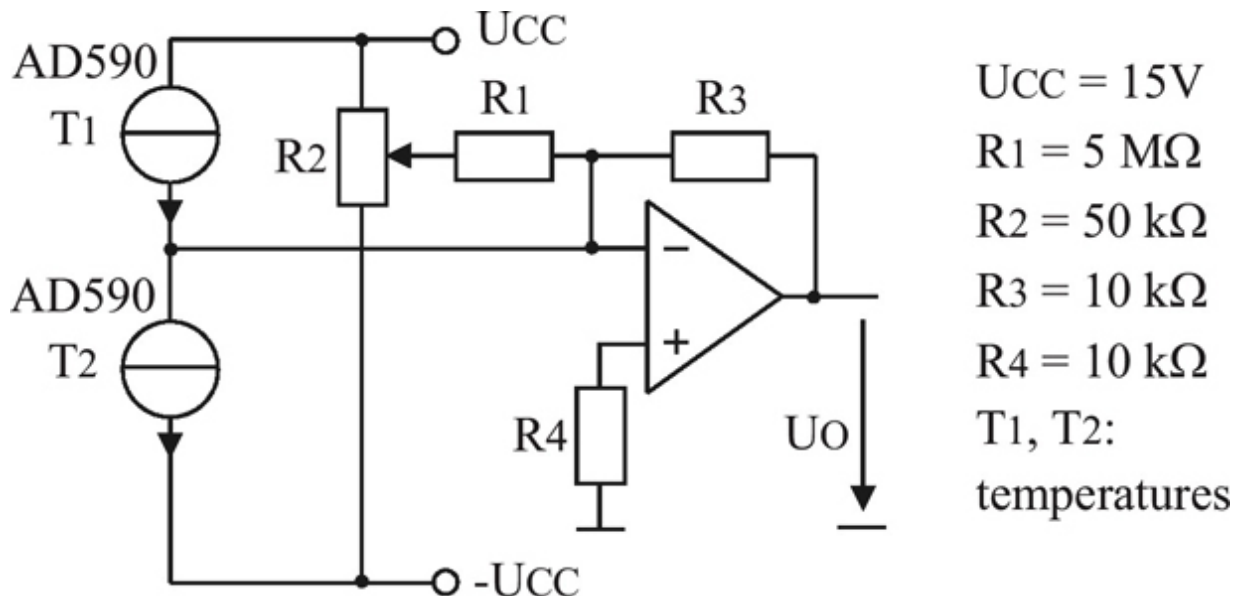 UCC
AD590
T1
R1
R3
R2
AD590
T2
−
+
R4
UO
-UCC
UCC = 15V
R1 = 5 MΩ
R2 = 50 kΩ
R3 = 10 kΩ
R4 = 10 kΩ
T1, T2:
temperatures